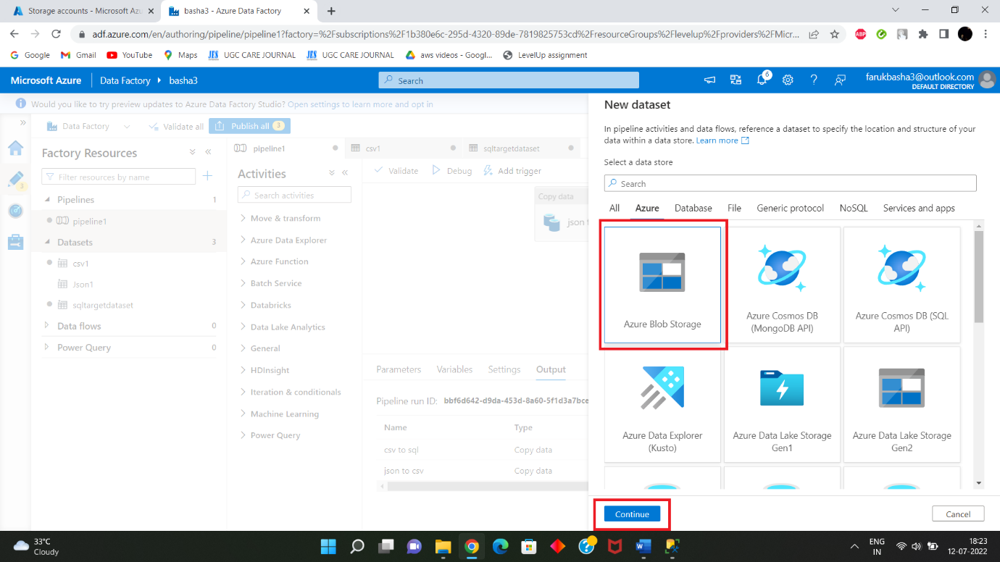 Storage accounts - Microsoft Azu
basha3 - Azure Data Factory
adf.azure.com/en/authoring/pipeline/pipeline1?factory=%2Fsubscriptions%2F1b380e6c-295d-4320-89de-7819825753cd%2FresourceGroups%2Flevelup%2Fproviders%2FMicr...
ABP
Google
Gmail
YouTube
Maps
JES UGC CARE JOURNAL
JES UGC CARE JOURNAL
aws videos - Googl...
LevelUp assignment
Microsoft Azure
Data Factory
basha3
Search
6
farukbasha3@outlook.com
DEFAULT DIRECTORY
Would you like to try preview updates to Azure Data Factory Studio? Open settings to learn more and opt in
Data Factory
Validate all
Publish all 3
3
Factory Resources
Filter resources by name
Pipelines 1
pipeline1
Datasets 3
csv1
Json1
sqltargetdataset
Data flows 0
Power Query 0
pipeline1
csv1
sqltargetdataset
Activities
Search activities
Move & transform
Azure Data Explorer
Azure Function
Batch Service
Databricks
Data Lake Analytics
General
HDInsight
Iteration & conditionals
Machine Learning
Power Query
Validate
Debug
Add trigger
Copy data
json t
Parameters
Variables
Settings
Output
Pipeline run ID: bbf6d642-d9da-453d-8a60-5f1d3a7bce
Name Type
csv to sql Copy data
json to csv Copy data
New dataset
In pipeline activities and data flows, reference a dataset to specify the location and structure of your
data within a data store. Learn more
Select a data store
Search
All
Azure
Database
File
Generic protocol
NoSQL
Services and apps
Azure Blob Storage
Azure Cosmos DB
(MongoDB API)
Azure Cosmos DB (SQL
API)
Azure Data Explorer
(Kusto)
Azure Data Lake Storage
Gen1
Azure Data Lake Storage
Gen2
Continue
Cancel
33°C
Cloudy
ENG
IN
18:23
12-07-2022